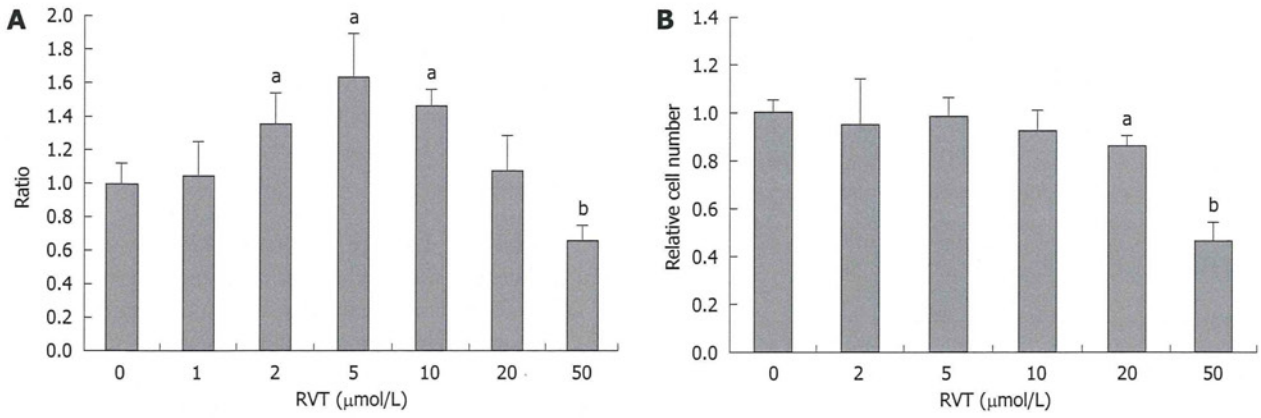 A
Ratio
2.0
1.8
1.6
1.4
1.2
1.0
0.8
0.6
0.4
0.2
0.0
a
a
a
b
0 1 2 5 10 20 50
RVT (μmol/L)
B
Relative cell number
1.4
1.2
1.0
0.8
0.6
0.4
0.2
0.0
a
b
0 2 5 10 20 50
RVT (μmol/L)